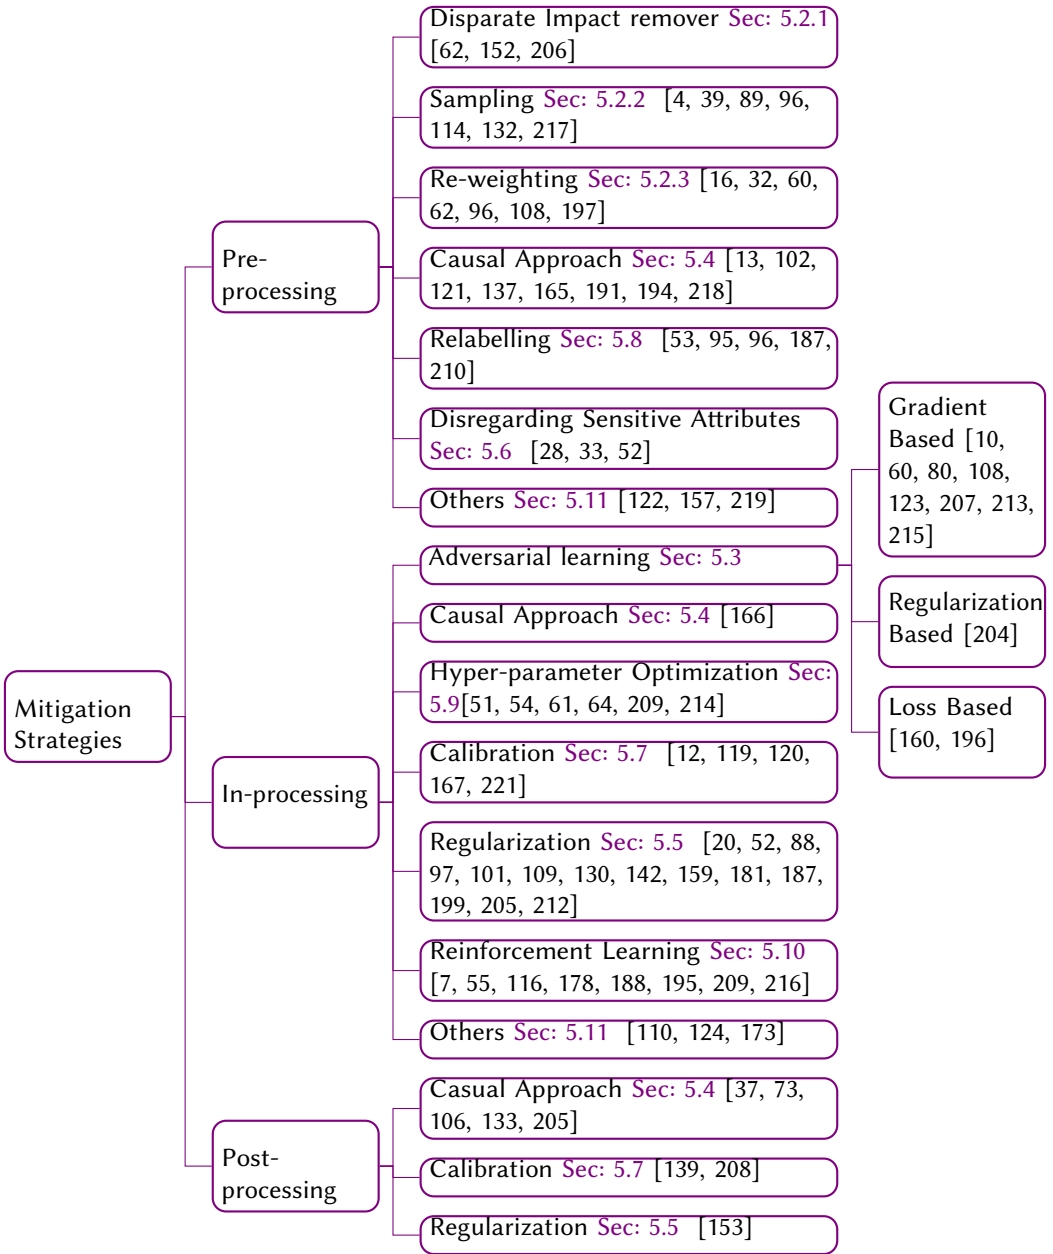 Mitigation
Strategies
Pre-
processing
Disparate Impact remover Sec: 5.2.1
[62, 152, 206]
Sampling Sec: 5.2.2 [4, 39, 89, 96,
114, 132, 217]
Re-weighting Sec: 5.2.3 [16, 32, 60,
62, 96, 108, 197]
Causal Approach Sec: 5.4 [13, 102,
121, 137, 165, 191, 194, 218]
Relabelling Sec: 5.8 [53, 95, 96, 187,
210]
Disregarding Sensitive Attributes
Sec: 5.6 [28, 33, 52]
Others Sec: 5.11 [122, 157, 219]
In-processing
Adversarial learning Sec: 5.3
Gradient
Based [10,
60, 80, 108,
123, 207, 213,
215]
Regularization
Based [204]
Loss Based
[160, 196]
Causal Approach Sec: 5.4 [166]
Hyper-parameter Optimization Sec:
5.9[51, 54, 61, 64, 209, 214]
Calibration Sec: 5.7 [12, 119, 120,
167, 221]
Regularization Sec: 5.5 [20, 52, 88,
97, 101, 109, 130, 142, 159, 181, 187,
199, 205, 212]
Reinforcement Learning Sec: 5.10
[7, 55, 116, 178, 188, 195, 209, 216]
Others Sec: 5.11 [110, 124, 173]
Post-
processing
Casual Approach Sec: 5.4 [37, 73,
106, 133, 205]
Calibration Sec: 5.7 [139, 208]
Regularization Sec: 5.5 [153]